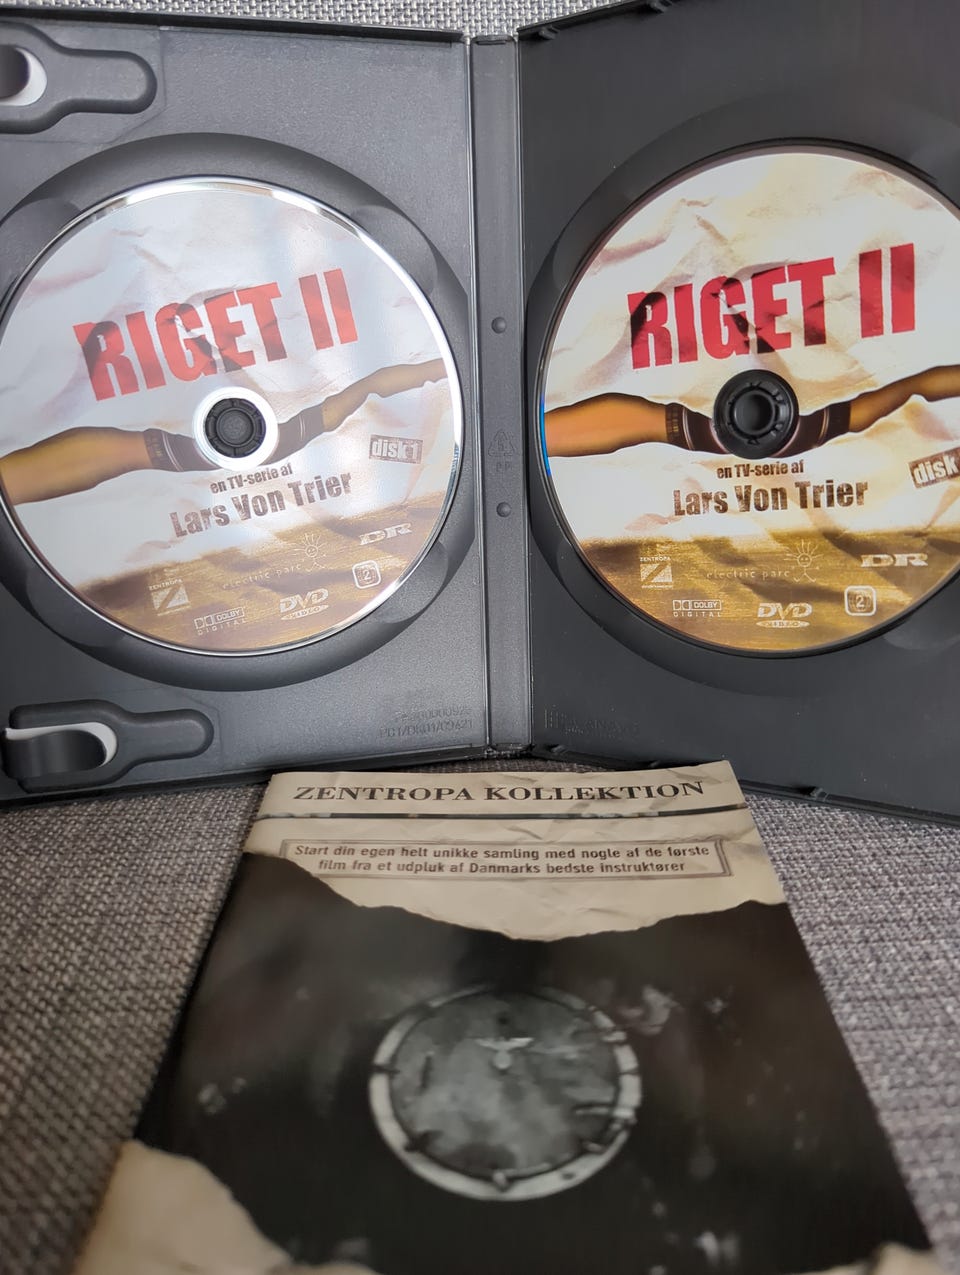 RIGET II
disk 1
en TV-serie af
Lars Von Trier
ZENTROPA
electric parc
DR
2
DOLBY
DIGITAL
DVD
VIDEO
RIGET II
en TV-serie af
disk
Lars Von Trier
ZENTROPA
electric parc
DR
2
DOLBY
DIGITAL
DVD
VIDEO
ZENTROPA KOLLEKTION
Start din egen helt unikke samling med nogle af de første
film fra et udpluk af Danmarks bedste instruktører